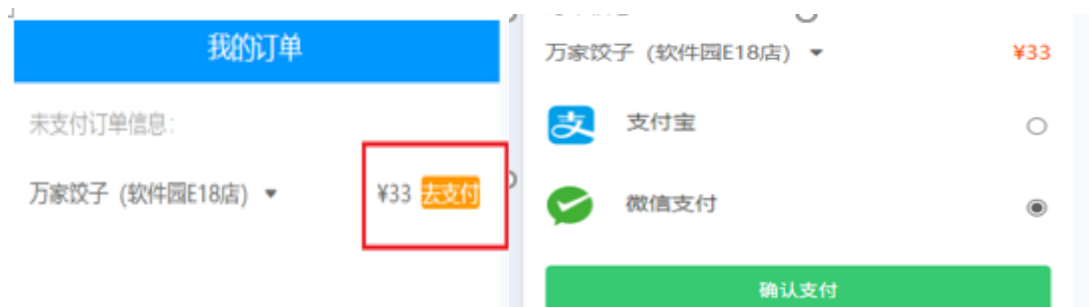 我的订单
未支付订单信息:
万家饺子 (软件园E18店)
¥33 去支付
万家饺子 (软件园E18店)
¥33
支付宝
微信支付
确认支付